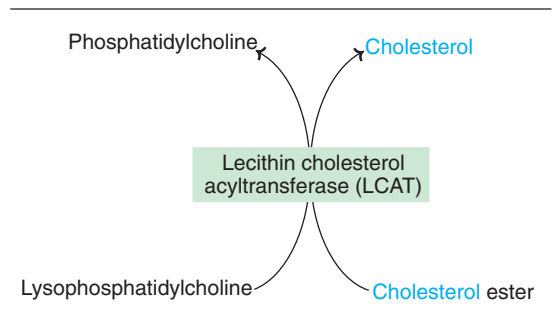 Phosphatidylcholine
Cholesterol
Lecithin cholesterol
acyltransferase (LCAT)
Lysophosphatidylcholine
Cholesterol ester